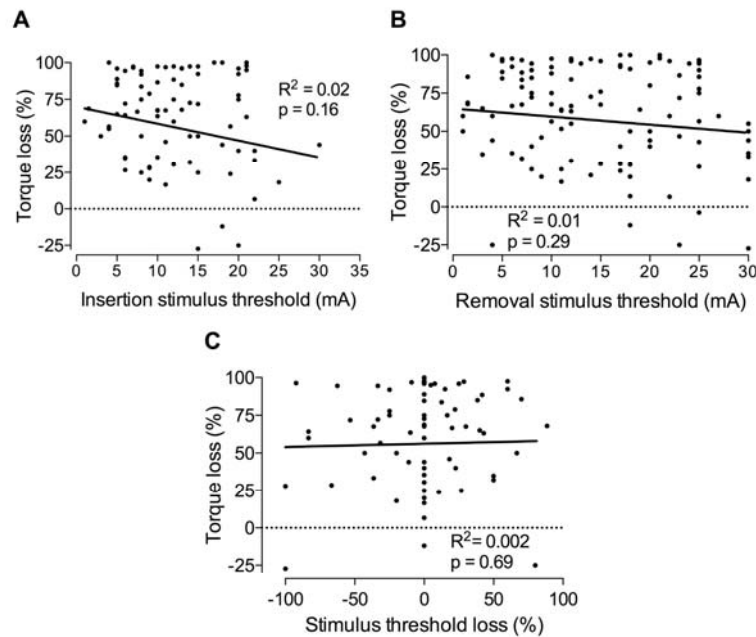 A
Torque loss (%)
100
75
50
25
0
-25
R² = 0.02
p = 0.16
0 5 10 15 20 25 30 35
Insertion stimulus threshold (mA)
B
Torque loss (%)
100
75
50
25
0
-25
R² = 0.01
p = 0.29
0 5 10 15 20 25 30
Removal stimulus threshold (mA)
C
Torque loss (%)
100
75
50
25
0
-25
R² = 0.002
p = 0.69
-100 -50 0 50 100
Stimulus threshold loss (%)